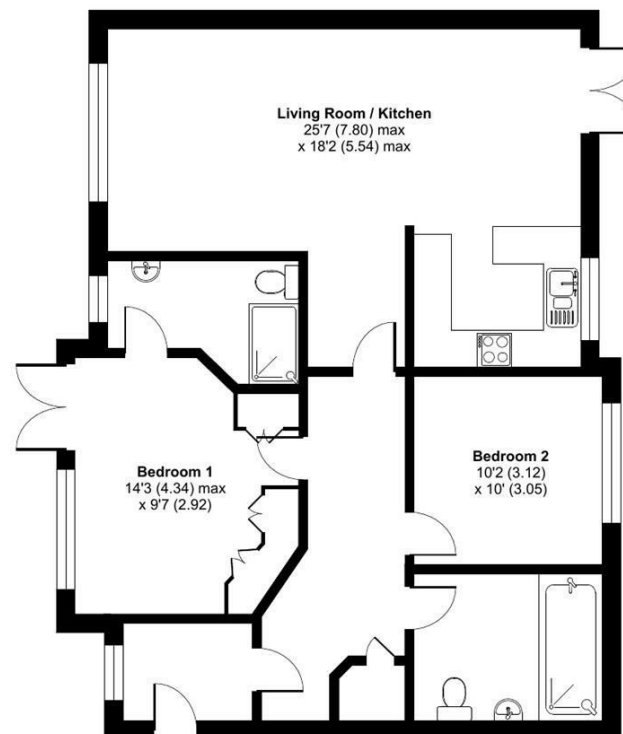 Living Room / Kitchen
25'7 (7.80) max
x 18'2 (5.54) max
Bedroom 1
14'3 (4.34) max
x 9'7 (2.92)
Bedroom 2
10'2 (3.12)
x 10' (3.05)